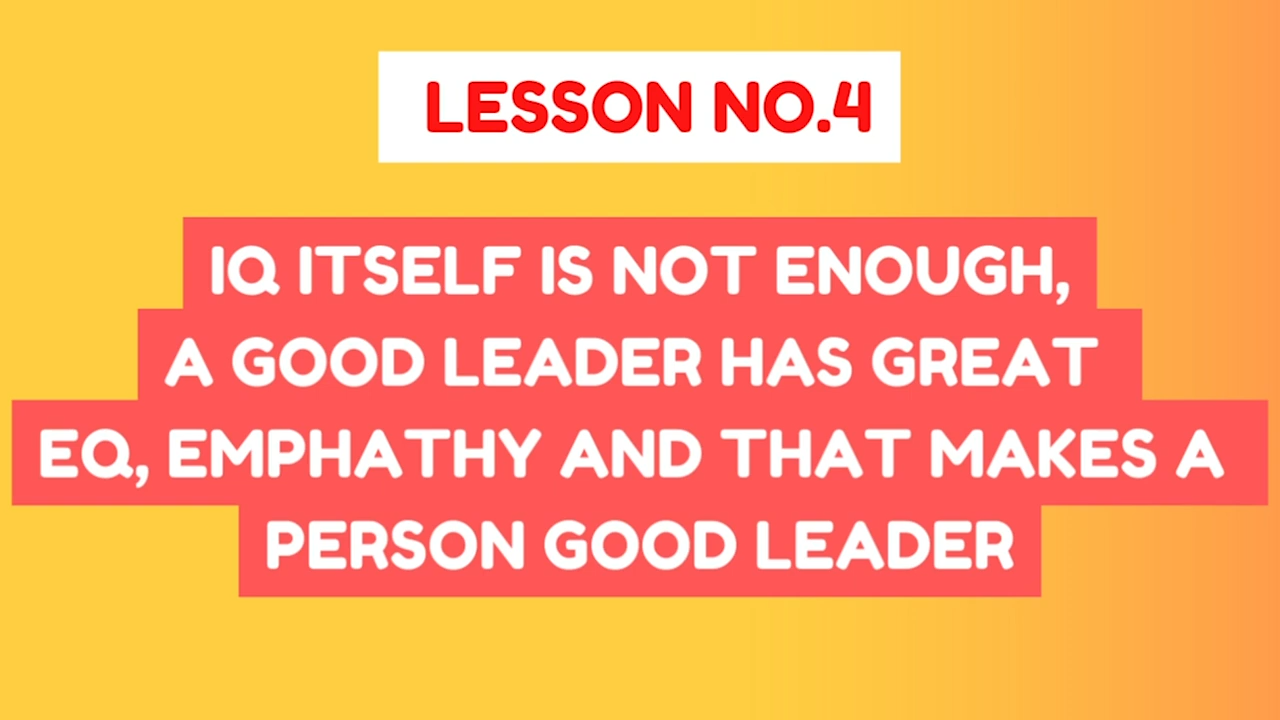 LESSON NO.4
IQ ITSELF IS NOT ENOUGH,
A GOOD LEADER HAS GREAT
EQ, EMPHATHY AND THAT MAKES A
PERSON GOOD LEADER